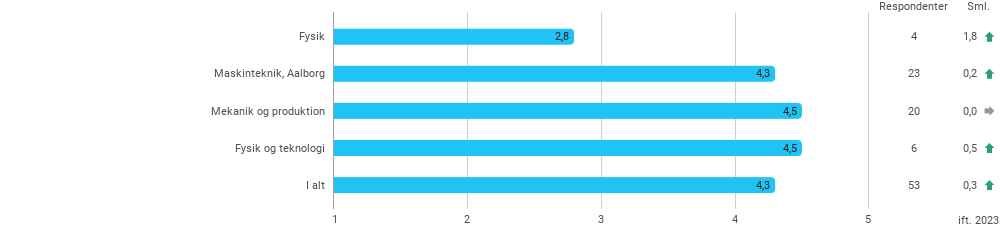 Respondenter Sml.
Fysik 2,8 4 1,8
Maskinteknik, Aalborg 4,3 23 0,2
Mekanik og produktion 4,5 20 0,0
Fysik og teknologi 4,5 6 0,5
I alt 4,3 53 0,3
1 2 3 4 5 ift. 2023